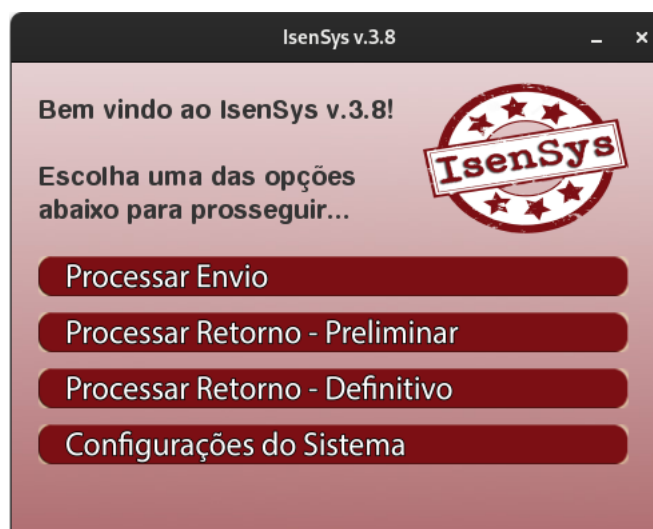 IsenSys v.3.8
Bem vindo ao IsenSys v.3.8!
IsenSys
Escolha uma das opções
abaixo para prosseguir...
Processar Envio
Processar Retorno - Preliminar
Processar Retorno - Definitivo
Configurações do Sistema